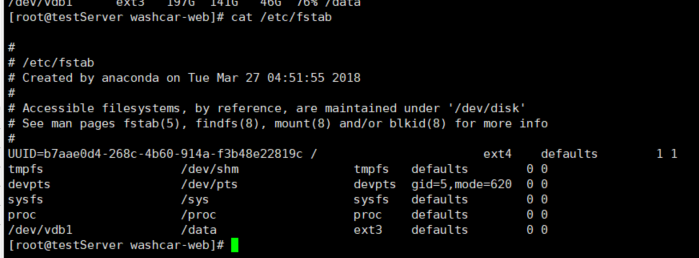 /dev/vdb1 ext3 197G 141G 46G 76% /data
[root@testServer washcar-web]# cat /etc/fstab
#
# /etc/fstab
# Created by anaconda on Tue Mar 27 04:51:55 2018
#
# Accessible filesystems, by reference, are maintained under '/dev/disk'
# See man pages fstab(5), findfs(8), mount(8) and/or blkid(8) for more info
#
UUID=b7aae0d4-268c-4b60-914a-f3b48e22819c / ext4 defaults 1 1
tmpfs /dev/shm tmpfs defaults 0 0
devpts /dev/pts devpts gid=5,mode=620 0 0
sysfs /sys sysfs defaults 0 0
proc /proc proc defaults 0 0
/dev/vdb1 /data ext3 defaults 0 0
[root@testServer washcar-web]#